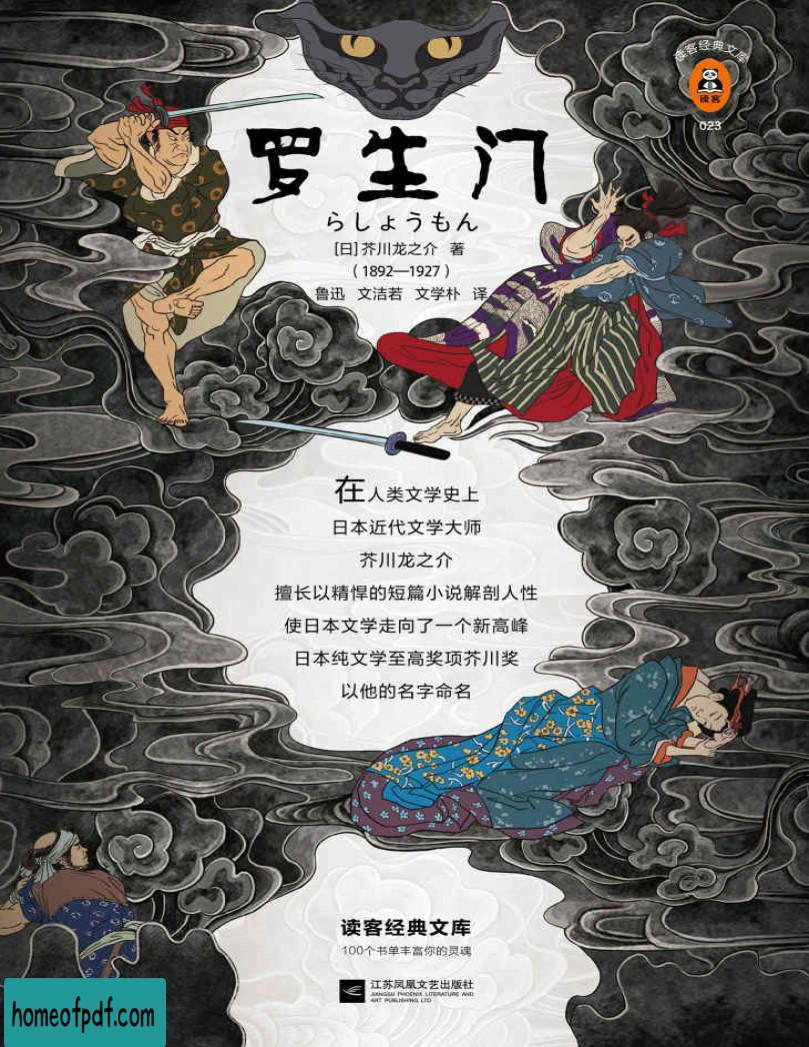 读客经典文库
读客
023
罗生门
らしょうもん
[日] 芥川龙之介 著
（1892—1927）
鲁迅 文洁若 文学朴 译
在人类文学史上
日本近代文学大师
芥川龙之介
擅长以精悍的短篇小说解剖人性
使日本文学走向了一个新高峰
日本纯文学至高奖项芥川奖
以他的名字命名
读客经典文库
100个书单丰富你的灵魂
江苏凤凰文艺出版社
JIANGSU PHOENIX LITERATURE AND
ART PUBLISHING, LTD
homeofpdf.com